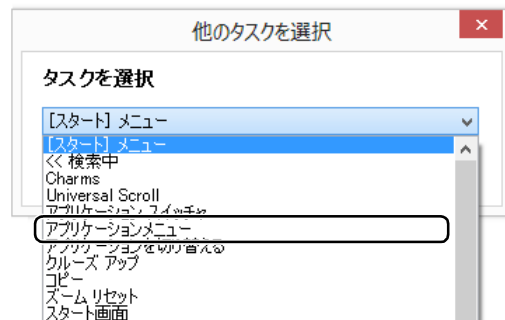 他のタスクを選択
タスクを選択
[スタート] メニュー
[スタート] メニュー
<< 検索中
Charms
Universal Scroll
アプリケーション スイッチャ
アプリケーションメニュー
アプリケーションを切り替える
クルーズ アップ
コピー
ズーム リセット
スタート画面